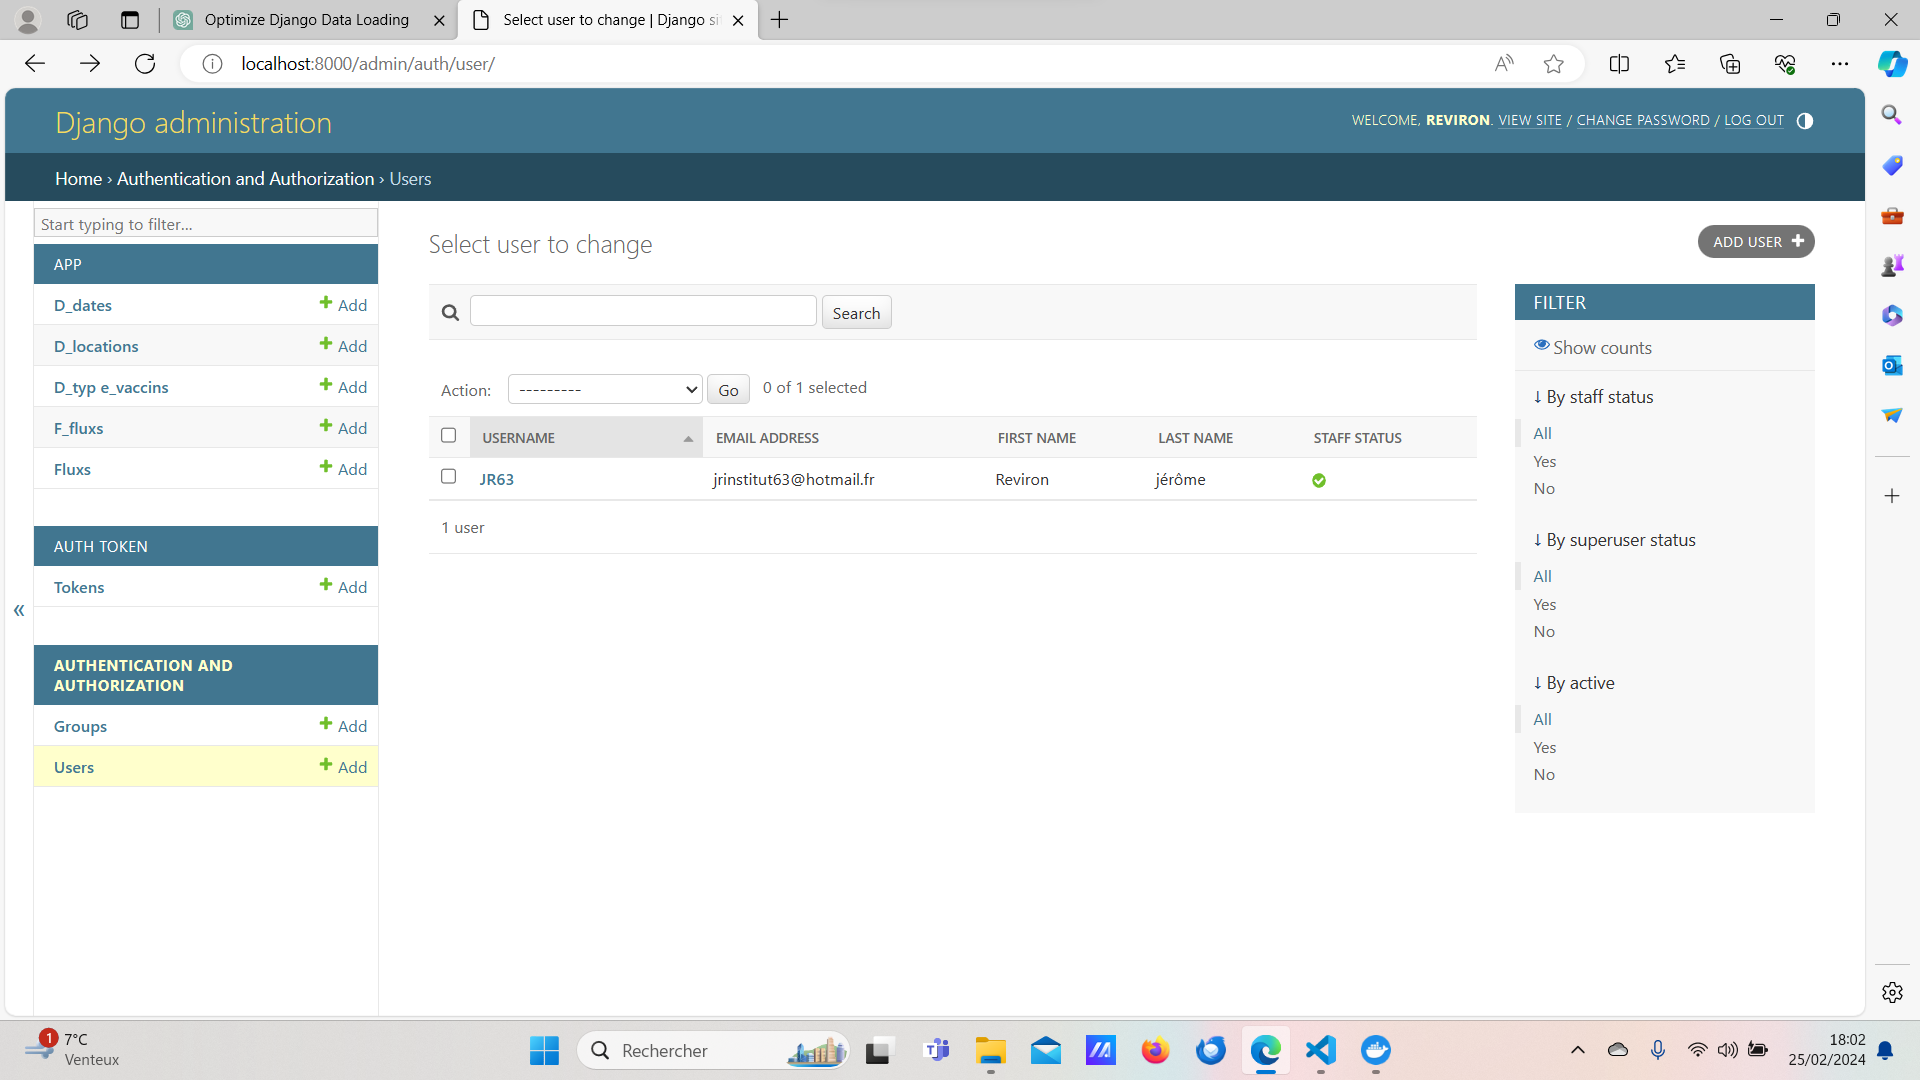 Optimize Django Data Loading
Select user to change | Django si
localhost:8000/admin/auth/user/
Django administration
WELCOME, REVIRON. VIEW SITE / CHANGE PASSWORD / LOG OUT
Home › Authentication and Authorization › Users
Start typing to filter...
APP
D_dates Add
D_locations Add
D_typ e_vaccins Add
F_fluxs Add
Fluxs Add
AUTH TOKEN
Tokens Add
«
AUTHENTICATION AND
AUTHORIZATION
Groups Add
Users Add
Select user to change
ADD USER
Search
Action: --------- Go 0 of 1 selected
USERNAME EMAIL ADDRESS FIRST NAME LAST NAME STAFF STATUS
JR63 jrinstitut63@hotmail.fr Reviron jérôme
1 user
FILTER
Show counts
↓ By staff status
All
Yes
No
↓ By superuser status
All
Yes
No
↓ By active
All
Yes
No
1
7°C
Venteux
Rechercher
18:02
25/02/2024